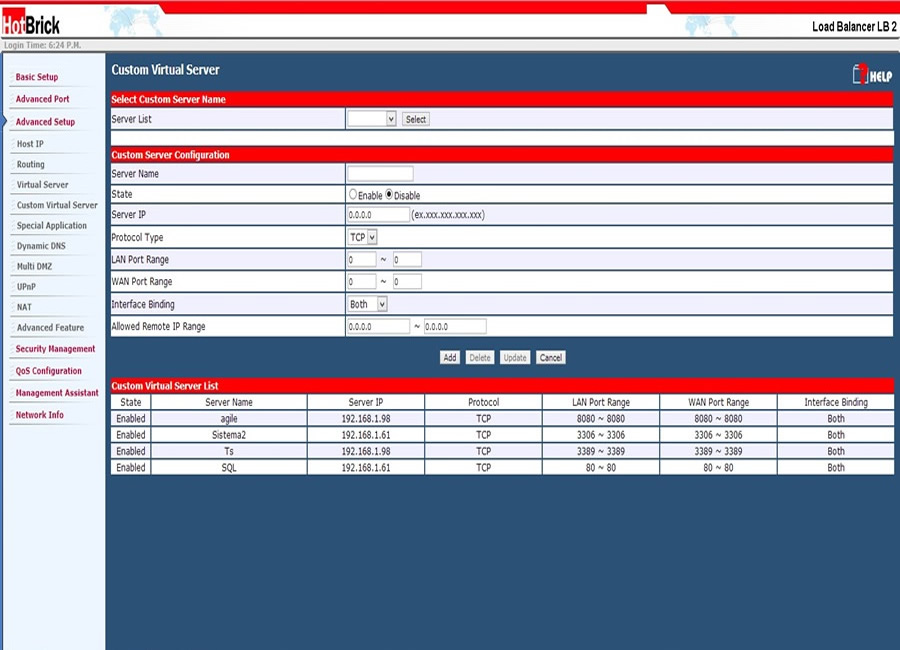 HotBrick
Load Balancer LB 2
Login Time: 6:24 P.M.
Basic Setup
Advanced Port
Advanced Setup
Host IP
Routing
Virtual Server
Custom Virtual Server
Special Application
Dynamic DNS
Multi DMZ
UPnP
NAT
Advanced Feature
Security Management
QoS Configuration
Management Assistant
Network Info
Custom Virtual Server
HELP
Select Custom Server Name
Server List Select
Custom Server Configuration
Server Name
State Enable Disable
Server IP 0.0.0.0 (ex.xxx.xxx.xxx.xxx)
Protocol Type TCP
LAN Port Range 0 ~ 0
WAN Port Range 0 ~ 0
Interface Binding Both
Allowed Remote IP Range 0.0.0.0 ~ 0.0.0.0
Add Delete Update Cancel
Custom Virtual Server List
State Server Name Server IP Protocol LAN Port Range WAN Port Range Interface Binding
Enabled agile 192.168.1.98 TCP 8080 ~ 8080 8080 ~ 8080 Both
Enabled Sistema2 192.168.1.61 TCP 3306 ~ 3306 3306 ~ 3306 Both
Enabled Ts 192.168.1.98 TCP 3389 ~ 3389 3389 ~ 3389 Both
Enabled SQL 192.168.1.61 TCP 80 ~ 80 80 ~ 80 Both